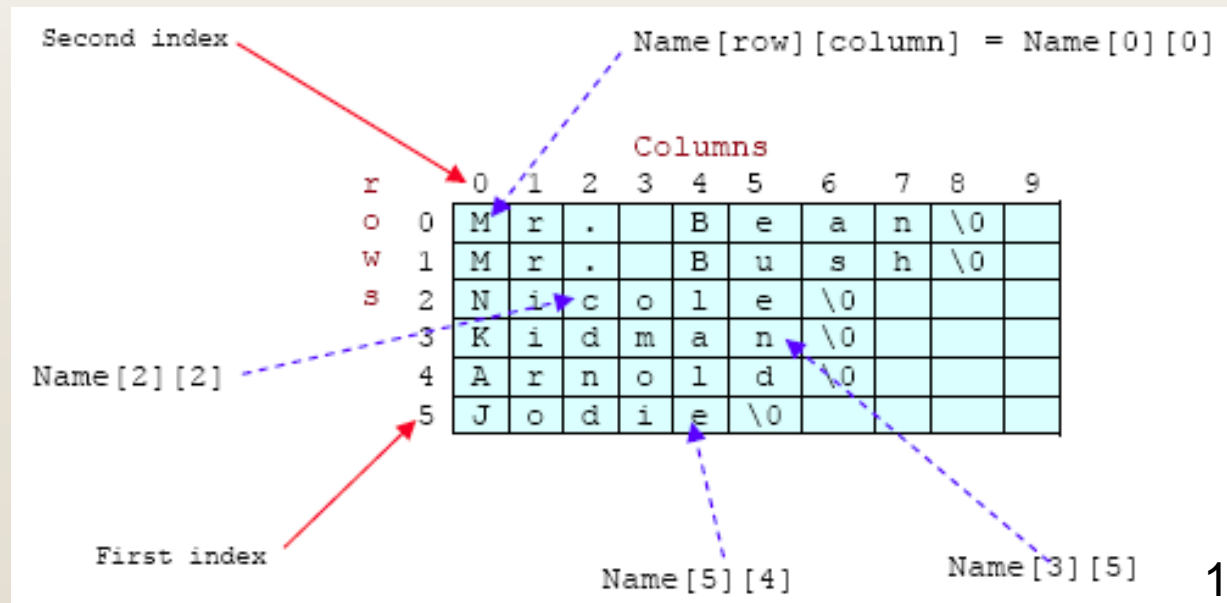 Second index
Name[row][column] = Name[0][0]
Columns
rows
0 1 2 3 4 5 6 7 8 9
0 M r . B e a n \0
1 M r . B u s h \0
2 N i c o l e \0
3 K i d m a n \0
4 A r n o l d \0
5 J o d i e \0
Name[2][2]
First index
Name[5][4]
Name[3][5]
1